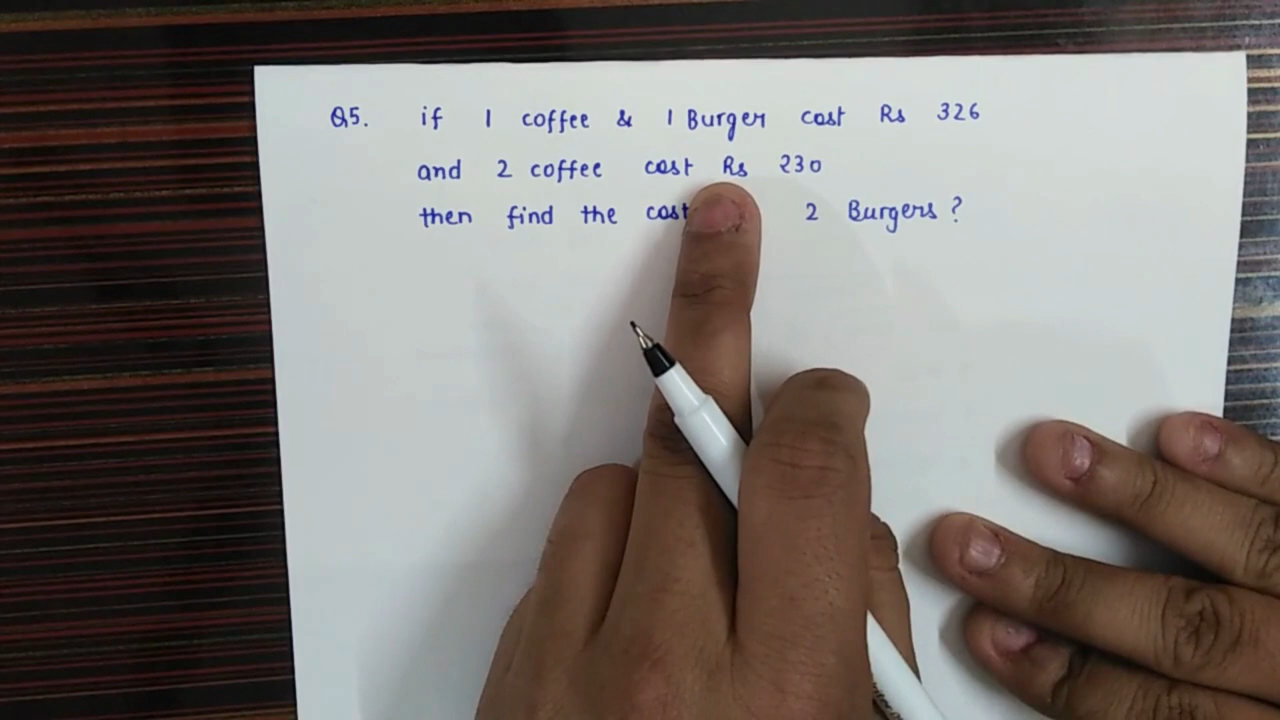 Q5. if 1 coffee & 1 Burger cost Rs 326
and 2 coffee cost Rs 230
then find the cost 2 Burgers ?